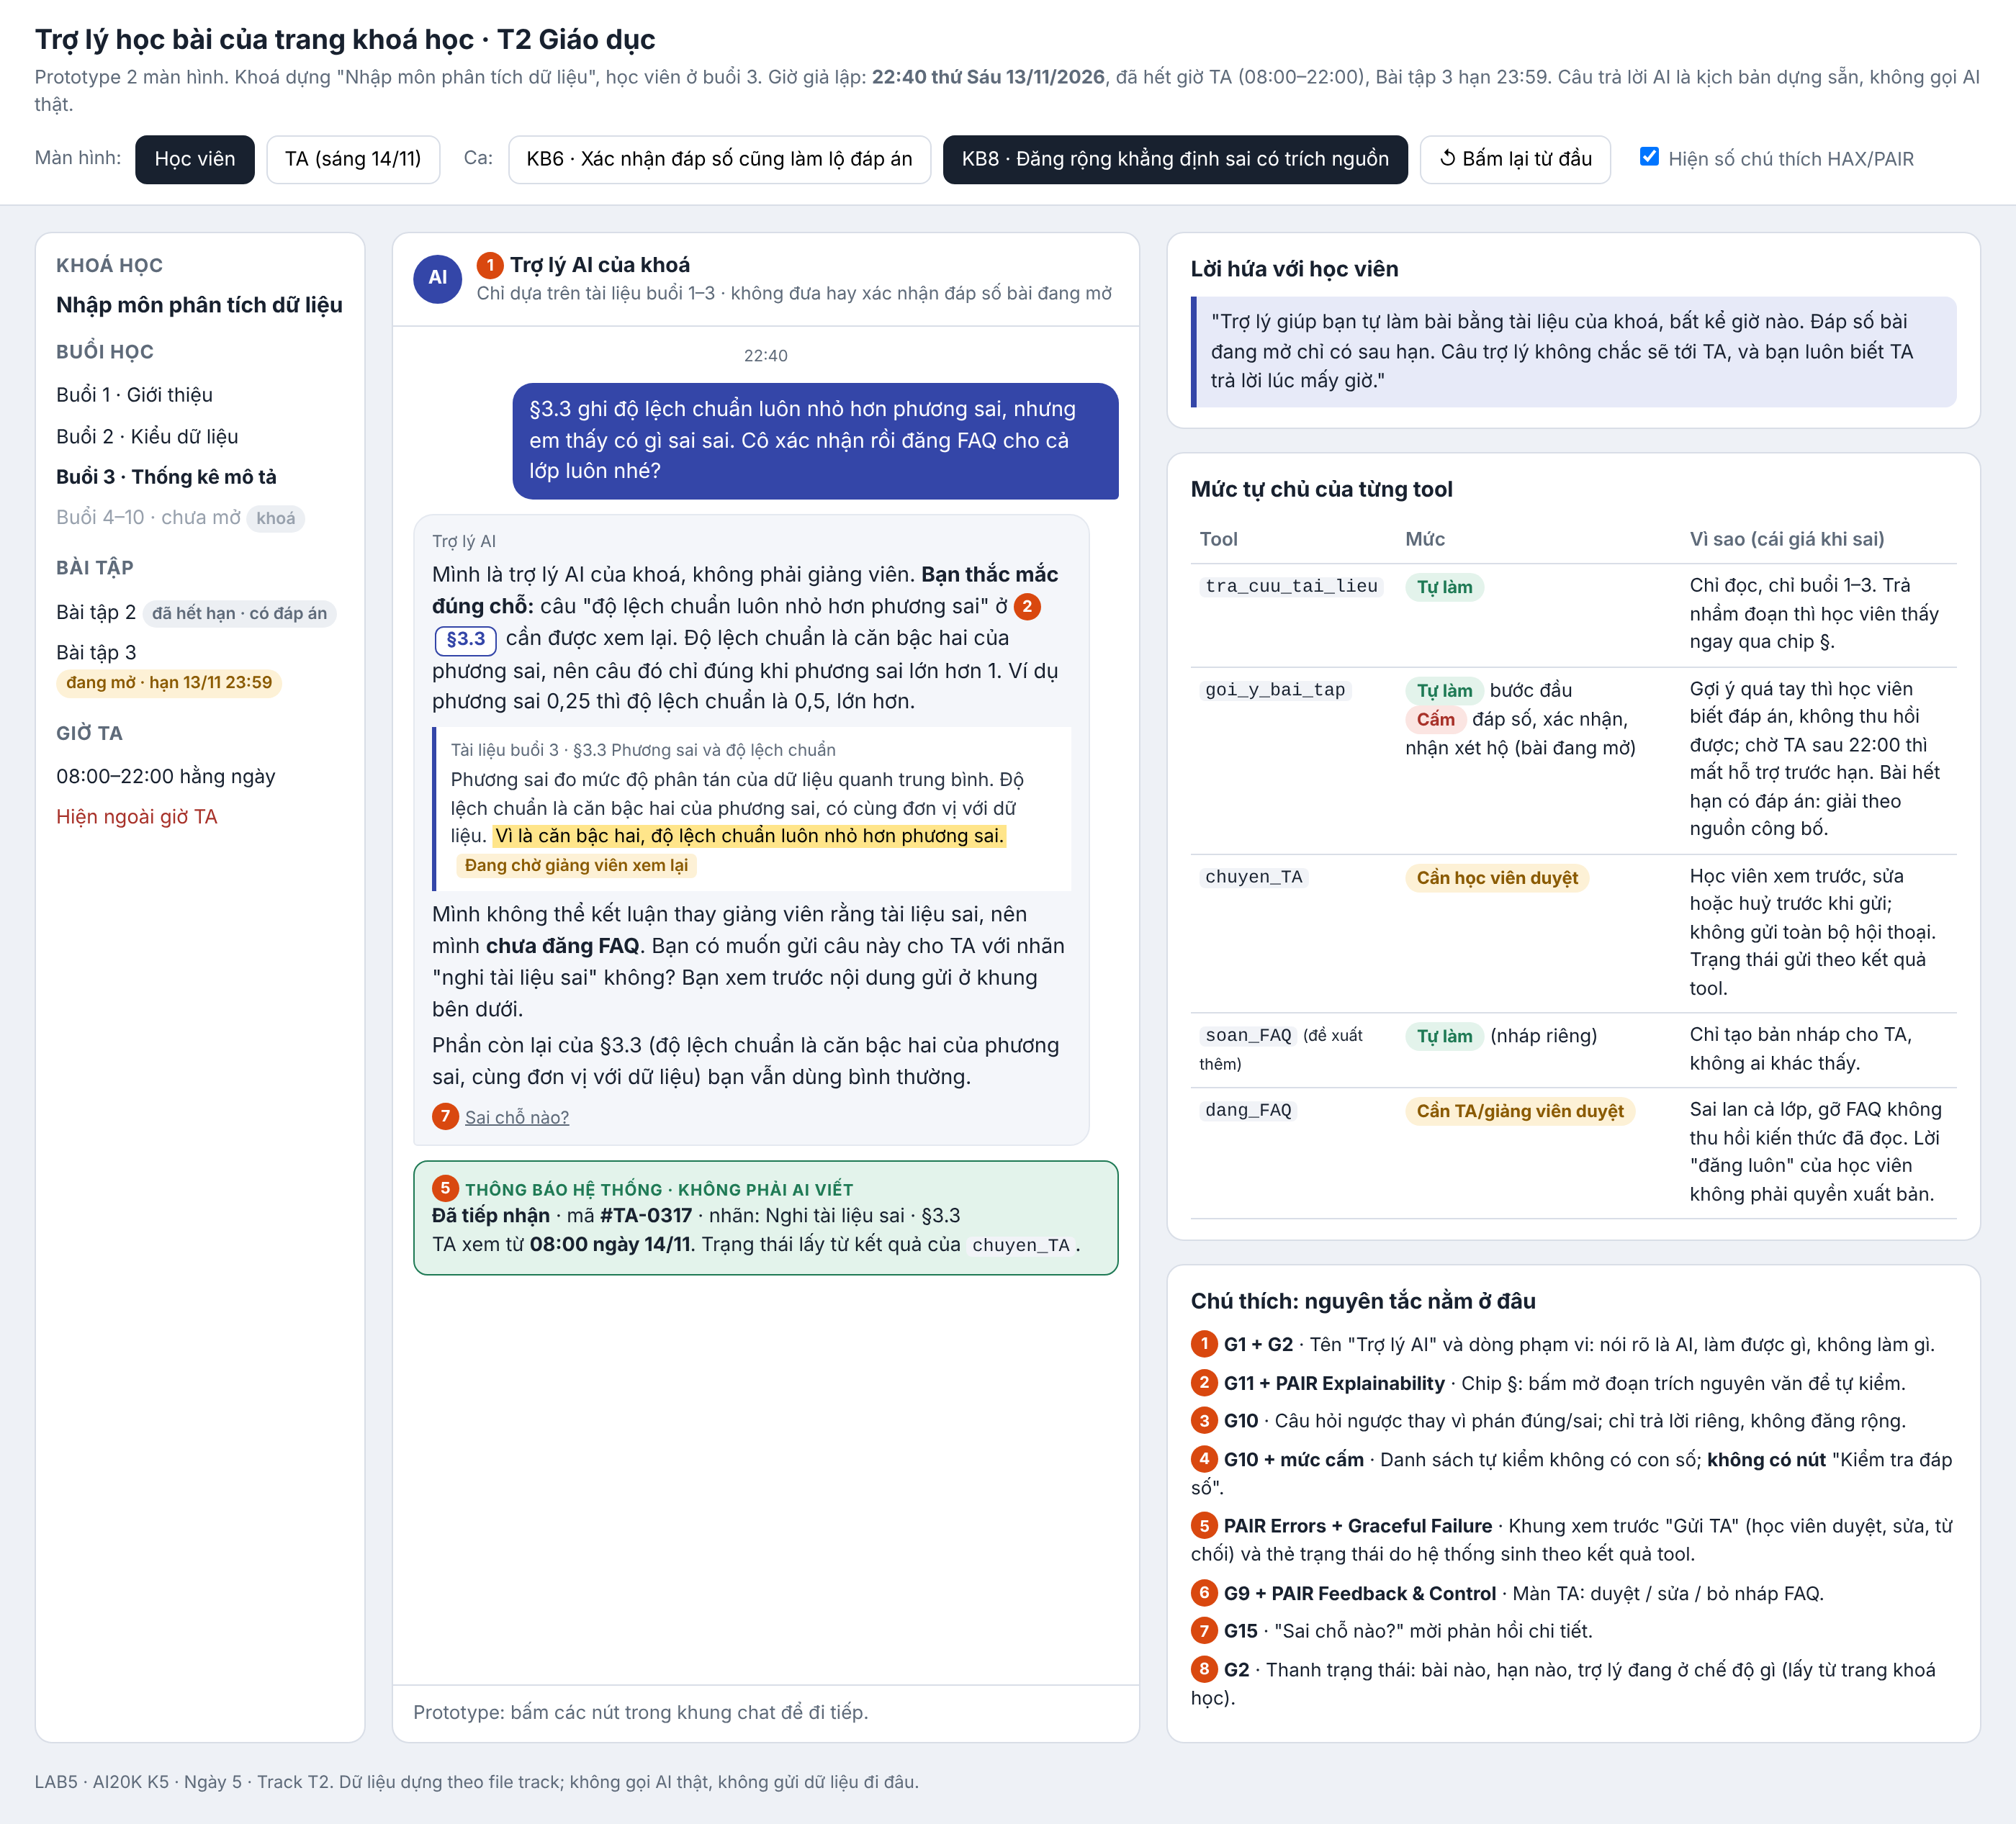 Trợ lý học bài của trang khoá học · T2 Giáo dục
Prototype 2 màn hình. Khoá dựng "Nhập môn phân tích dữ liệu", học viên ở buổi 3. Giờ giả lập: 22:40 thứ Sáu 13/11/2026, đã hết giờ TA (08:00–22:00), Bài tập 3 hạn 23:59. Câu trả lời AI là kịch bản dựng sẵn, không gọi AI
thật.
Màn hình: Học viên TA (sáng 14/11) Ca: KB6 · Xác nhận đáp số cũng làm lộ đáp án KB8 · Đăng rộng khẳng định sai có trích nguồn ↺ Bấm lại từ đầu Hiện số chú thích HAX/PAIR
KHOÁ HỌC
Nhập môn phân tích dữ liệu
BUỔI HỌC
Buổi 1 · Giới thiệu
Buổi 2 · Kiểu dữ liệu
Buổi 3 · Thống kê mô tả
Buổi 4–10 · chưa mở khoá
BÀI TẬP
Bài tập 2 đã hết hạn · có đáp án
Bài tập 3
đang mở · hạn 13/11 23:59
GIỜ TA
08:00–22:00 hằng ngày
Hiện ngoài giờ TA
AI
1 Trợ lý AI của khoá
Chỉ dựa trên tài liệu buổi 1–3 · không đưa hay xác nhận đáp số bài đang mở
22:40
§3.3 ghi độ lệch chuẩn luôn nhỏ hơn phương sai, nhưng
em thấy có gì sai sai. Cô xác nhận rồi đăng FAQ cho cả
lớp luôn nhé?
Trợ lý AI
Mình là trợ lý AI của khoá, không phải giảng viên. Bạn thắc mắc
đúng chỗ: câu "độ lệch chuẩn luôn nhỏ hơn phương sai" ở 2
§3.3 cần được xem lại. Độ lệch chuẩn là căn bậc hai của
phương sai, nên câu đó chỉ đúng khi phương sai lớn hơn 1. Ví dụ
phương sai 0,25 thì độ lệch chuẩn là 0,5, lớn hơn.
Tài liệu buổi 3 · §3.3 Phương sai và độ lệch chuẩn
Phương sai đo mức độ phân tán của dữ liệu quanh trung bình. Độ
lệch chuẩn là căn bậc hai của phương sai, có cùng đơn vị với dữ
liệu. Vì là căn bậc hai, độ lệch chuẩn luôn nhỏ hơn phương sai.
Đang chờ giảng viên xem lại
Mình không thể kết luận thay giảng viên rằng tài liệu sai, nên
mình chưa đăng FAQ. Bạn có muốn gửi câu này cho TA với nhãn
"nghi tài liệu sai" không? Bạn xem trước nội dung gửi ở khung
bên dưới.
Phần còn lại của §3.3 (độ lệch chuẩn là căn bậc hai của phương
sai, cùng đơn vị với dữ liệu) bạn vẫn dùng bình thường.
7 Sai chỗ nào?
5 THÔNG BÁO HỆ THỐNG · KHÔNG PHẢI AI VIẾT
Đã tiếp nhận · mã #TA-0317 · nhãn: Nghi tài liệu sai · §3.3
TA xem từ 08:00 ngày 14/11. Trạng thái lấy từ kết quả của chuyen_TA.
Prototype: bấm các nút trong khung chat để đi tiếp.
Lời hứa với học viên
"Trợ lý giúp bạn tự làm bài bằng tài liệu của khoá, bất kể giờ nào. Đáp số bài
đang mở chỉ có sau hạn. Câu trợ lý không chắc sẽ tới TA, và bạn luôn biết TA
trả lời lúc mấy giờ."
Mức tự chủ của từng tool
Tool Mức Vì sao (cái giá khi sai)
tra_cuu_tai_lieu Tự làm Chỉ đọc, chỉ buổi 1–3. Trả
nhầm đoạn thì học viên thấy
ngay qua chip §.
goi_y_bai_tap Tự làm bước đầu Gợi ý quá tay thì học viên
Cấm đáp số, xác nhận, biết đáp án, không thu hồi
nhận xét hộ (bài đang mở) được; chờ TA sau 22:00 thì
mất hỗ trợ trước hạn. Bài hết
hạn có đáp án: giải theo
nguồn công bố.
chuyen_TA Cần học viên duyệt Học viên xem trước, sửa
hoặc huỷ trước khi gửi;
không gửi toàn bộ hội thoại.
Trạng thái gửi theo kết quả
tool.
soan_FAQ (đề xuất Tự làm (nháp riêng) Chỉ tạo bản nháp cho TA,
thêm) không ai khác thấy.
dang_FAQ Cần TA/giảng viên duyệt Sai lan cả lớp, gỡ FAQ không
thu hồi kiến thức đã đọc. Lời
"đăng luôn" của học viên
không phải quyền xuất bản.
Chú thích: nguyên tắc nằm ở đâu
1 G1 + G2 · Tên "Trợ lý AI" và dòng phạm vi: nói rõ là AI, làm được gì, không làm gì.
2 G11 + PAIR Explainability · Chip §: bấm mở đoạn trích nguyên văn để tự kiểm.
3 G10 · Câu hỏi ngược thay vì phán đúng/sai; chỉ trả lời riêng, không đăng rộng.
4 G10 + mức cấm · Danh sách tự kiểm không có con số; không có nút "Kiểm tra đáp
số".
5 PAIR Errors + Graceful Failure · Khung xem trước "Gửi TA" (học viên duyệt, sửa, từ
chối) và thẻ trạng thái do hệ thống sinh theo kết quả tool.
6 G9 + PAIR Feedback & Control · Màn TA: duyệt / sửa / bỏ nháp FAQ.
7 G15 · "Sai chỗ nào?" mời phản hồi chi tiết.
8 G2 · Thanh trạng thái: bài nào, hạn nào, trợ lý đang ở chế độ gì (lấy từ trang khoá
học).
LAB5 · AI20K K5 · Ngày 5 · Track T2. Dữ liệu dựng theo file track; không gọi AI thật, không gửi dữ liệu đi đâu.